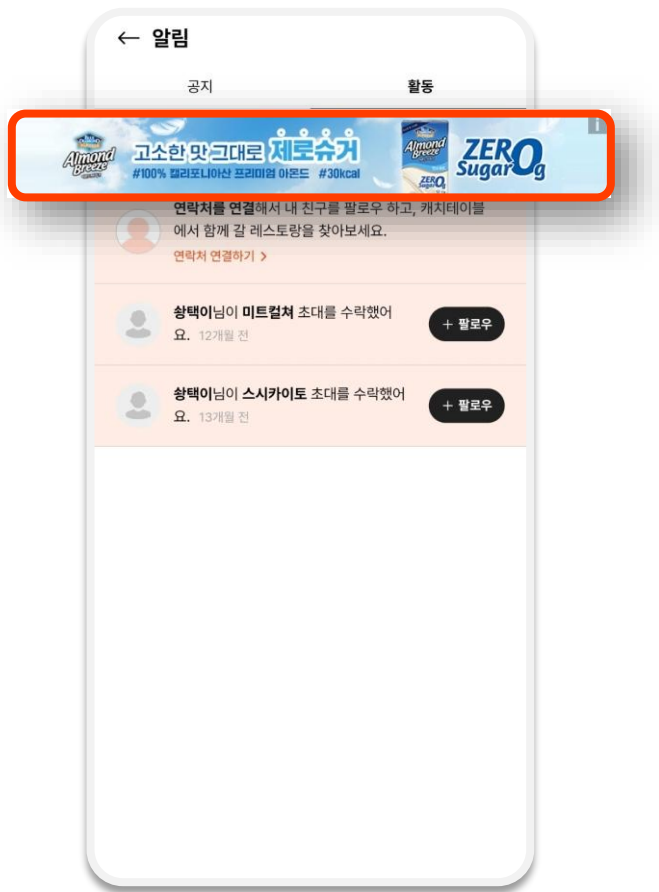 ← 알림
공지 활동
BLUE DIAMOND
Almond Breeze
고소한 맛 그대로 제로슈거
#100% 캘리포니아산 프리미엄 아몬드 #30kcal
Almond Breeze
ZERO
Sugar 0g
ZERO Sugar 0g
i
연락처를 연결해서 내 친구를 팔로우 하고, 캐치테이블
에서 함께 갈 레스토랑을 찾아보세요.
연락처 연결하기 >
창택이님이 미트컬쳐 초대를 수락했어
요. 12개월 전
+ 팔로우
창택이님이 스시카이토 초대를 수락했어
요. 13개월 전
+ 팔로우